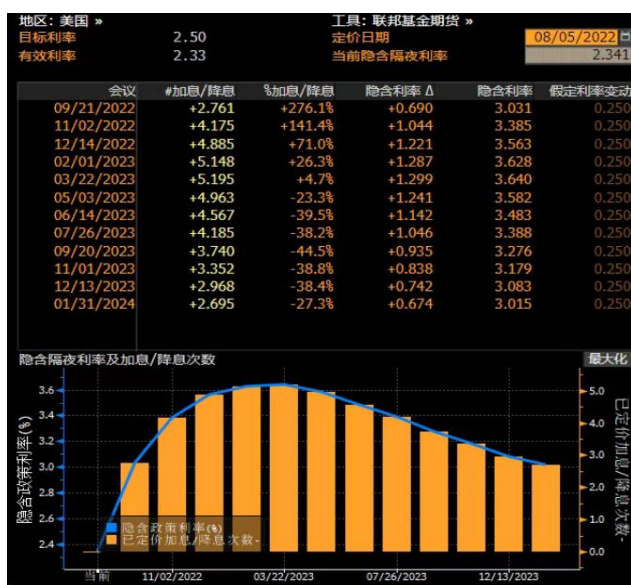 地区: 美国 » 工具: 联邦基金期货 »
目标利率 2.50 定价日期 08/05/2022
有效利率 2.33 当前隐含隔夜利率 2.341
会议 #加息/降息 %加息/降息 隐含利率 Δ 隐含利率 假定利率变动
09/21/2022 +2.761 +276.1% +0.690 3.031 0.250
11/02/2022 +4.175 +141.4% +1.044 3.385 0.250
12/14/2022 +4.885 +71.0% +1.221 3.563 0.250
02/01/2023 +5.148 +26.3% +1.287 3.628 0.250
03/22/2023 +5.195 +4.7% +1.299 3.640 0.250
05/03/2023 +4.963 -23.3% +1.241 3.582 0.250
06/14/2023 +4.567 -39.5% +1.142 3.483 0.250
07/26/2023 +4.185 -38.2% +1.046 3.388 0.250
09/20/2023 +3.740 -44.5% +0.935 3.276 0.250
11/01/2023 +3.352 -38.8% +0.838 3.179 0.250
12/13/2023 +2.968 -38.4% +0.742 3.083 0.250
01/31/2024 +2.695 -27.3% +0.674 3.015 0.250
隐含隔夜利率及加息/降息次数 最大化
隐含政策利率(%)
3.6
3.4
3.2
3.0
2.8
2.6
2.4
隐含政策利率(%)
已定价加息/降息次数-
5.0
4.0
3.0
2.0
1.0
0.0
已定价加息/降息次数-
当前 11/02/2022 03/22/2023 07/26/2023 12/13/2023